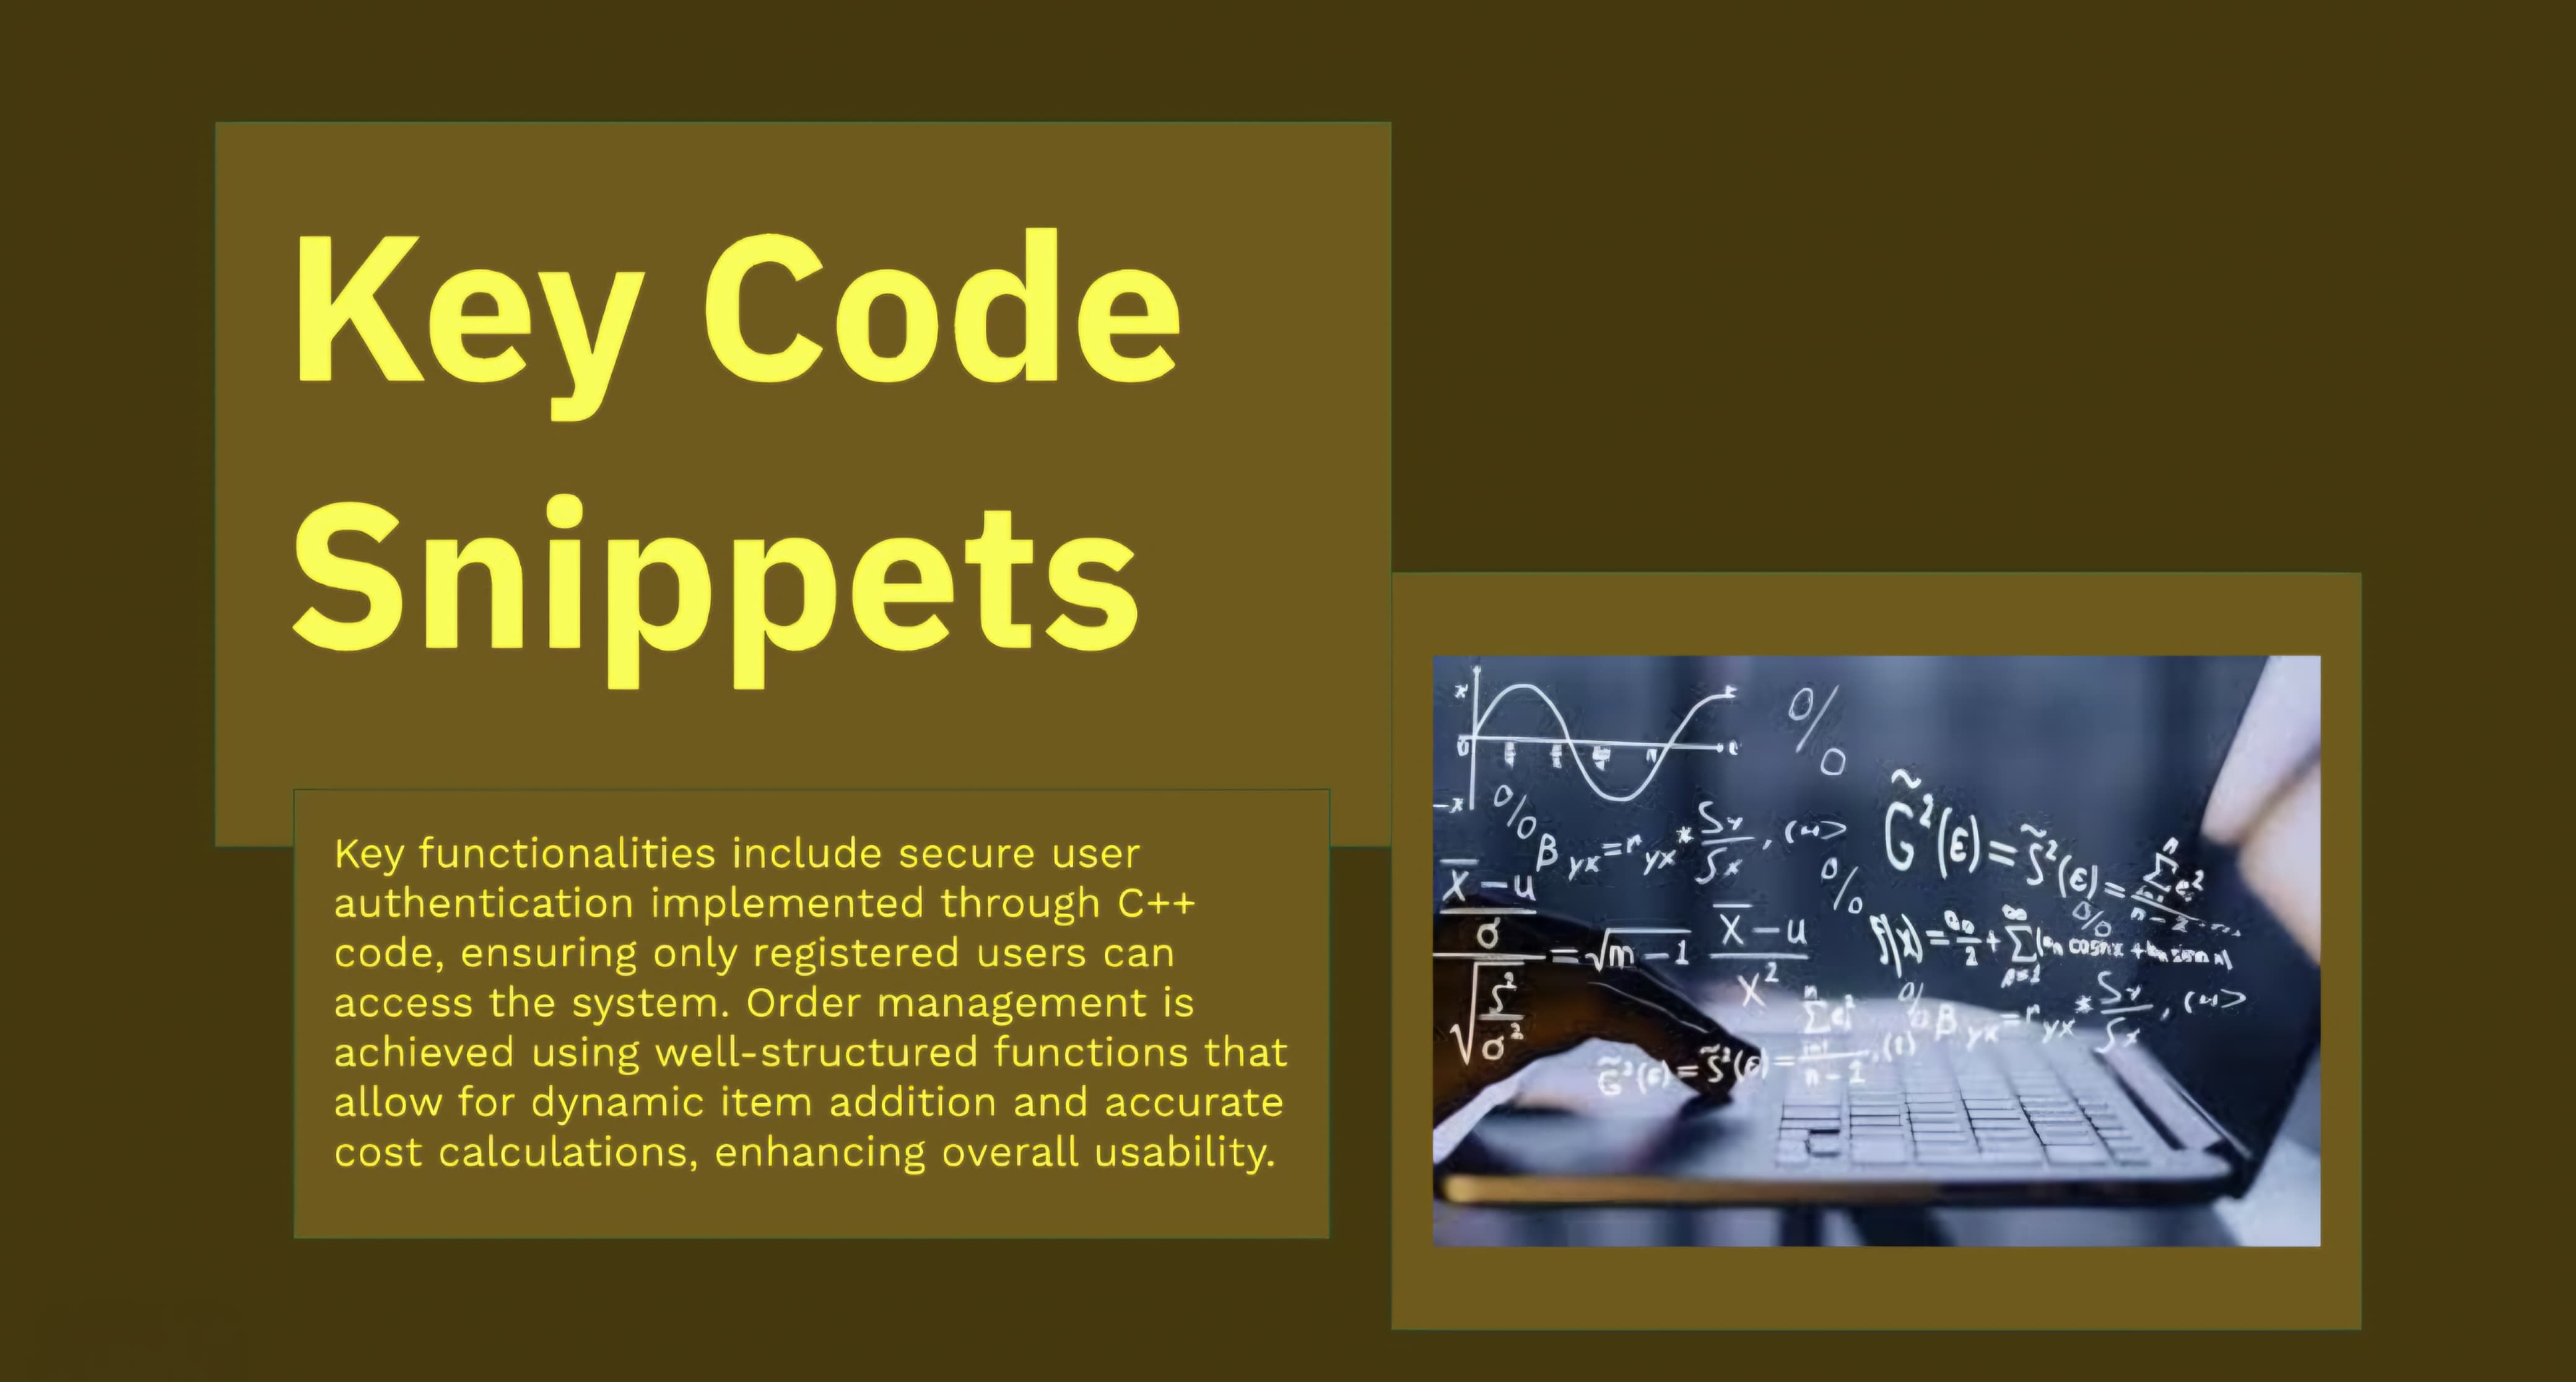 Key Code
Snippets
Key functionalities include secure user
authentication implemented through C++
code, ensuring only registered users can
access the system. Order management is
achieved using well-structured functions that
allow for dynamic item addition and accurate
cost calculations, enhancing overall usability.